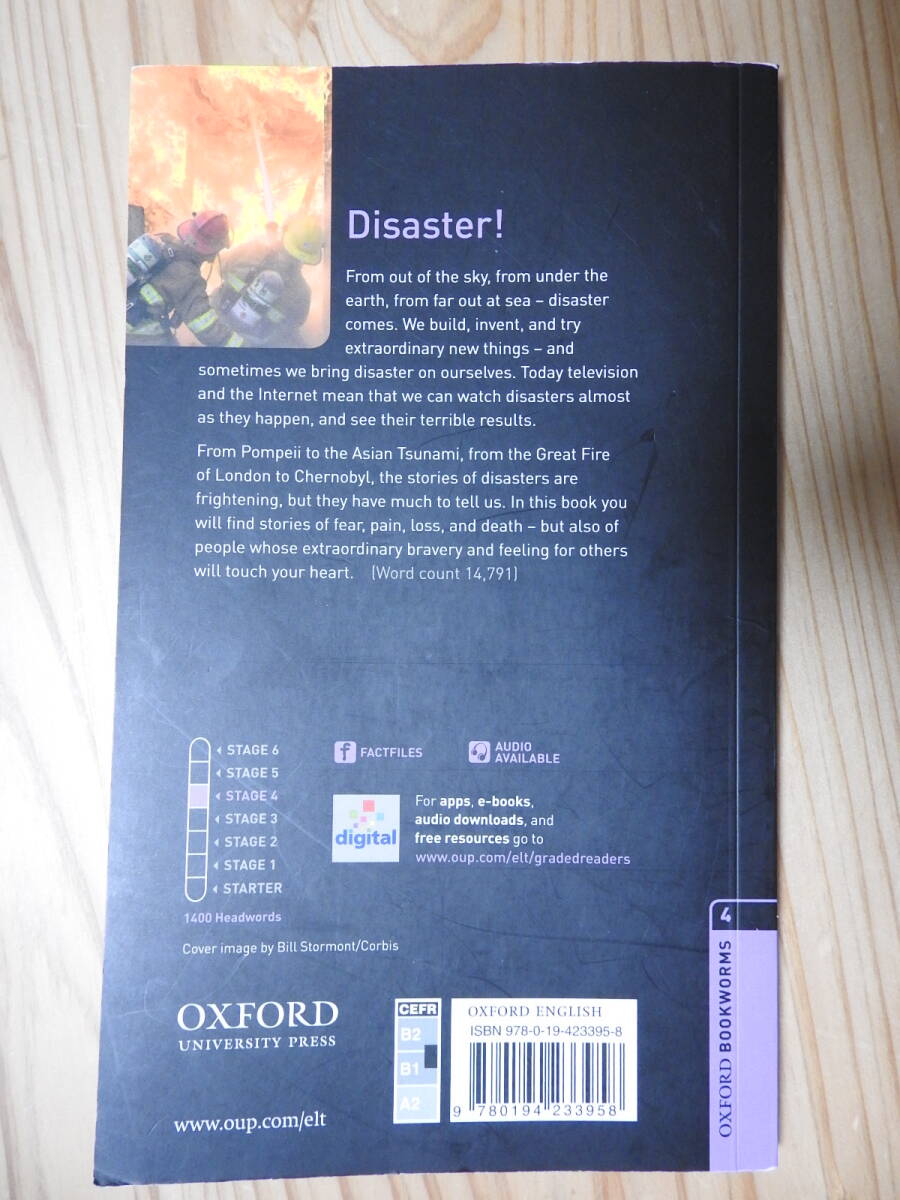 Disaster!
From out of the sky, from under the
earth, from far out at sea – disaster
comes. We build, invent, and try
extraordinary new things – and
sometimes we bring disaster on ourselves. Today television
and the Internet mean that we can watch disasters almost
as they happen, and see their terrible results.
From Pompeii to the Asian Tsunami, from the Great Fire
of London to Chernobyl, the stories of disasters are
frightening, but they have much to tell us. In this book you
will find stories of fear, pain, loss, and death – but also of
people whose extraordinary bravery and feeling for others
will touch your heart. (Word count 14,791)
STAGE 6
STAGE 5
STAGE 4
STAGE 3
STAGE 2
STAGE 1
STARTER
1400 Headwords
f FACTFILES
AUDIO
AVAILABLE
digital
For apps, e-books,
audio downloads, and
free resources go to
www.oup.com/elt/gradedreaders
Cover image by Bill Stormont/Corbis
OXFORD
UNIVERSITY PRESS
www.oup.com/elt
CEFR
B2
B1
A2
OXFORD ENGLISH
ISBN 978-0-19-423395-8
9 780194 233958
4
OXFORD BOOKWORMS